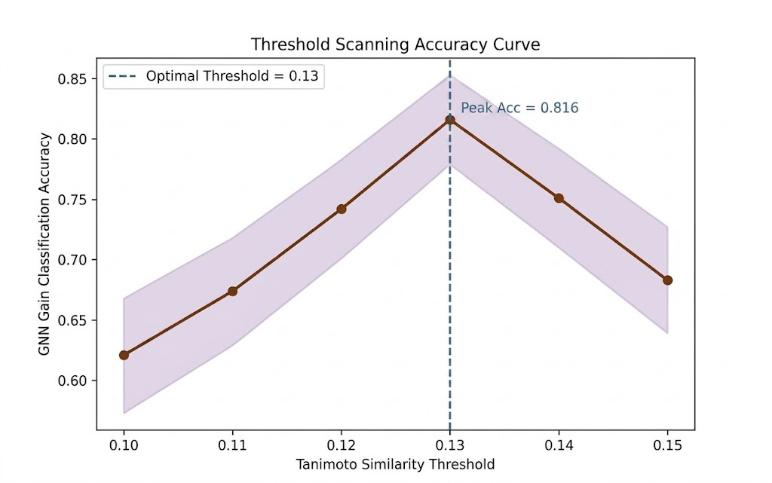 Threshold Scanning Accuracy Curve
Optimal Threshold = 0.13
Peak Acc = 0.816
GNN Gain Classification Accuracy
0.85
0.80
0.75
0.70
0.65
0.60
0.10 0.11 0.12 0.13 0.14 0.15
Tanimoto Similarity Threshold